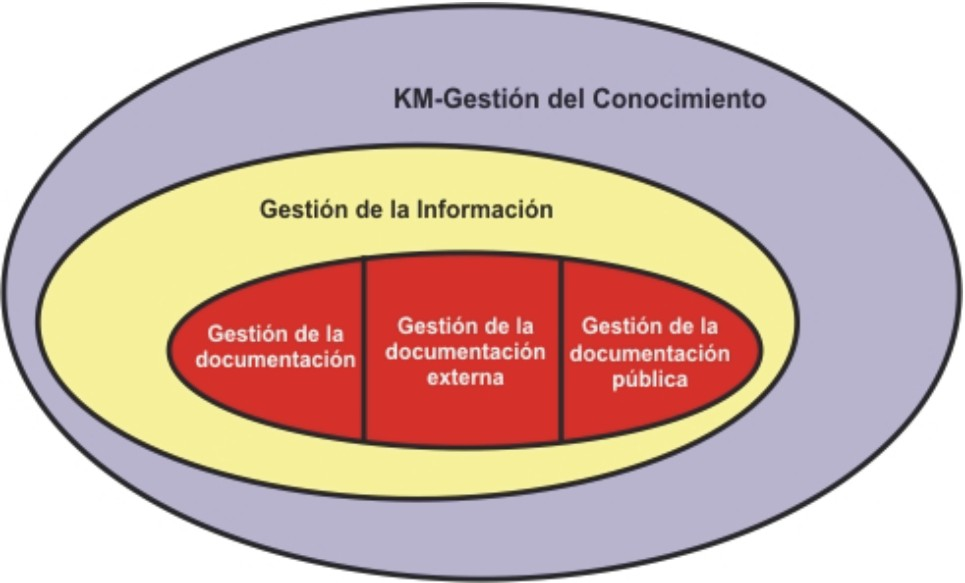 KM-Gestión del Conocimiento
Gestión de la Información
Gestión de la
documentación
Gestión de la
documentación
externa
Gestión de la
documentación
pública